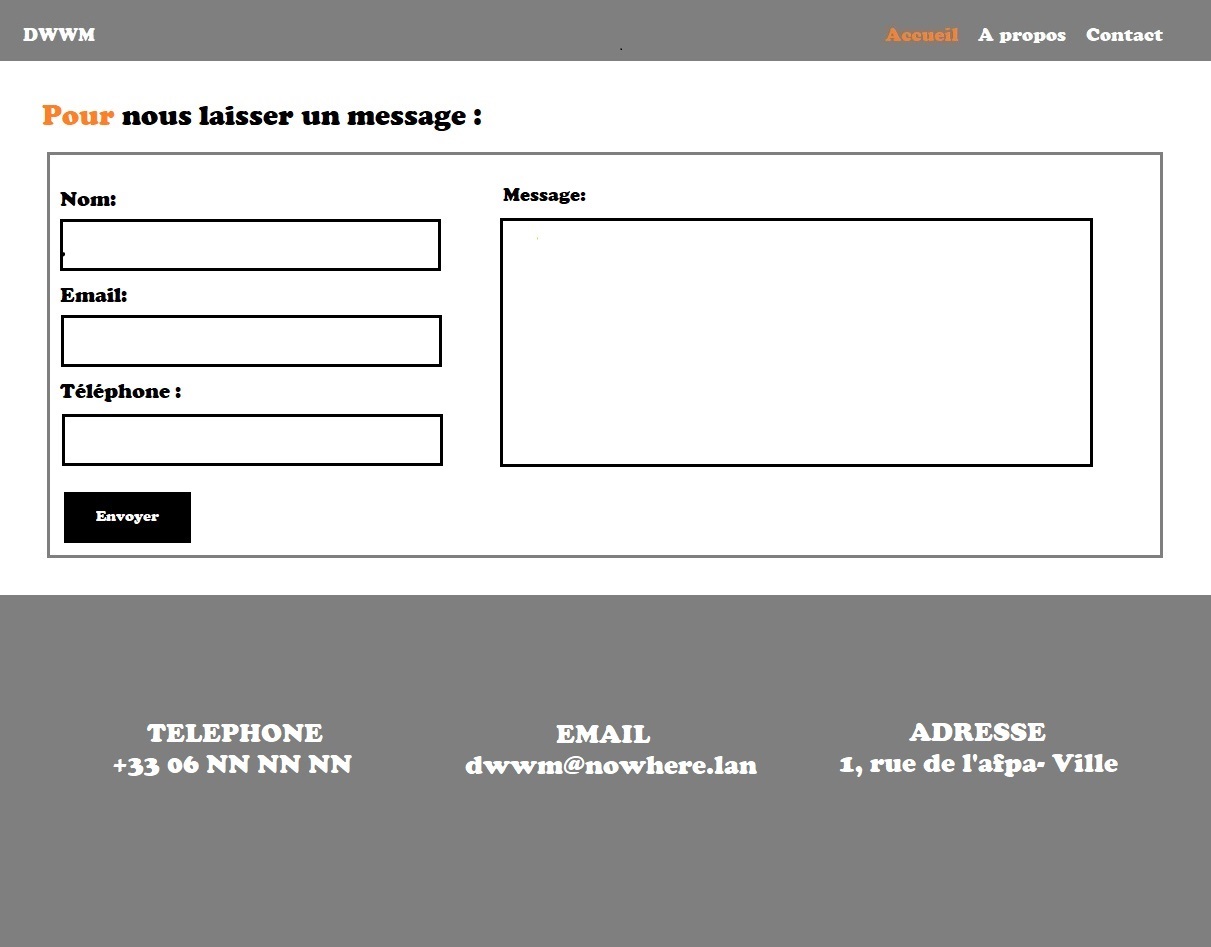 DWWM Accueil A propos Contact
Pour nous laisser un message :
Nom:
Email:
Téléphone :
Message:
Envoyer
TELEPHONE
+33 06 NN NN NN
EMAIL
dwwm@nowhere.lan
ADRESSE
1, rue de l'afpa- Ville